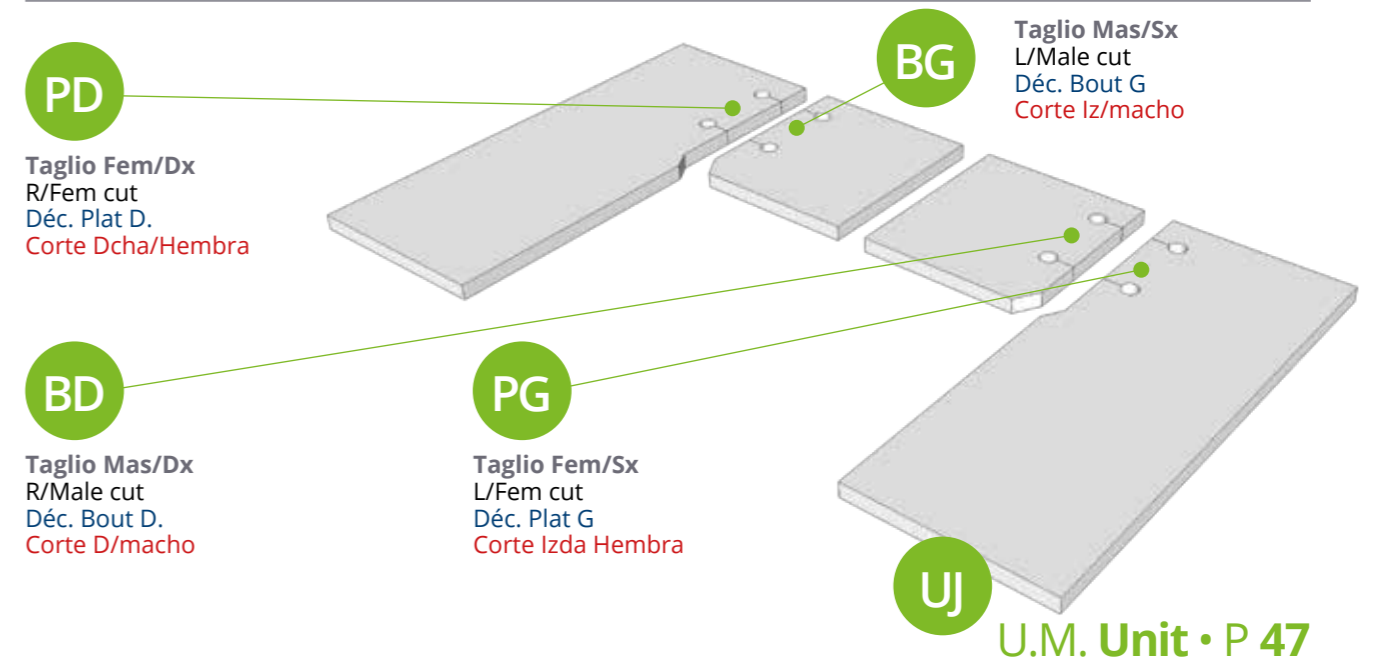 PD
Taglio Fem/Dx
R/Fem cut
Déc. Plat D.
Corte Dcha/Hembra
BG
Taglio Mas/Sx
L/Male cut
Déc. Bout G
Corte Iz/macho
BD
Taglio Mas/Dx
R/Male cut
Déc. Bout D.
Corte D/macho
PG
Taglio Fem/Sx
L/Fem cut
Déc. Plat G
Corte Izda Hembra
UJ
U.M. Unit • P 47